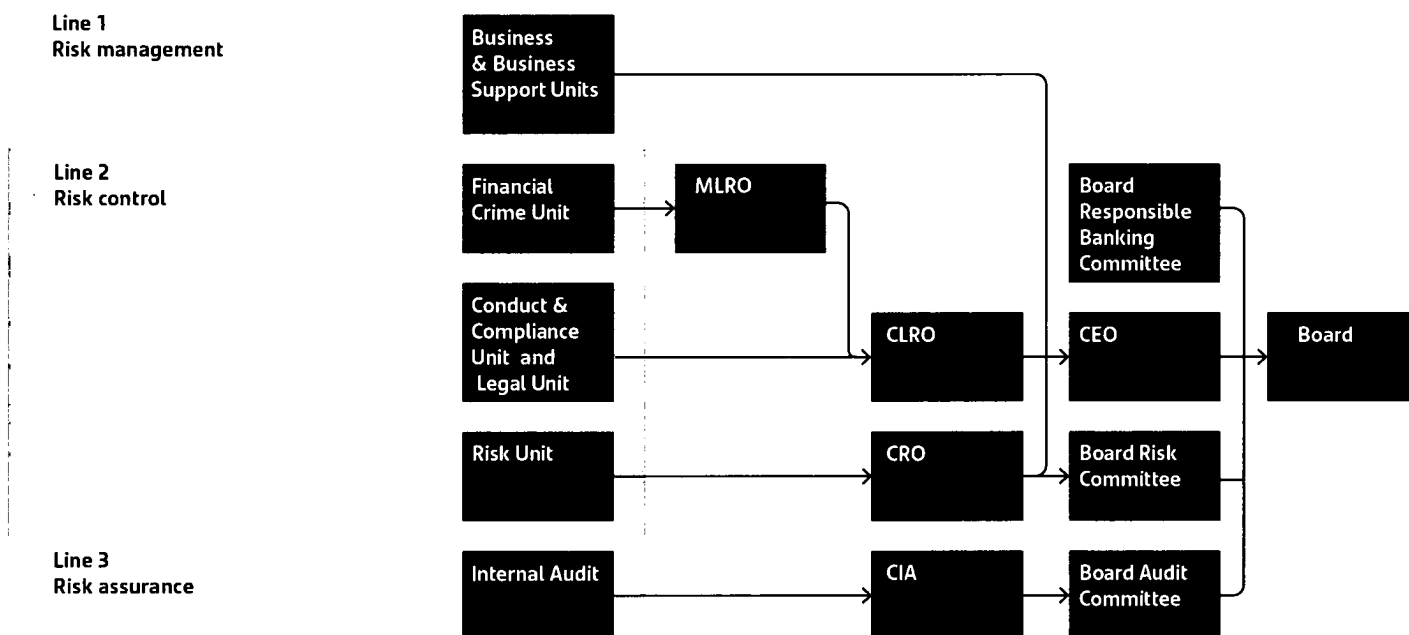 Line 1
Risk management
Business
& Business
Support Units
Line 2
Risk control
Financial
Crime Unit
MLRO
Board
Responsible
Banking
Committee
Conduct &
Compliance
Unit and
Legal Unit
CLRO
CEO
Board
Risk Unit
CRO
Board Risk
Committee
Line 3
Risk assurance
Internal Audit
CIA
Board Audit
Committee